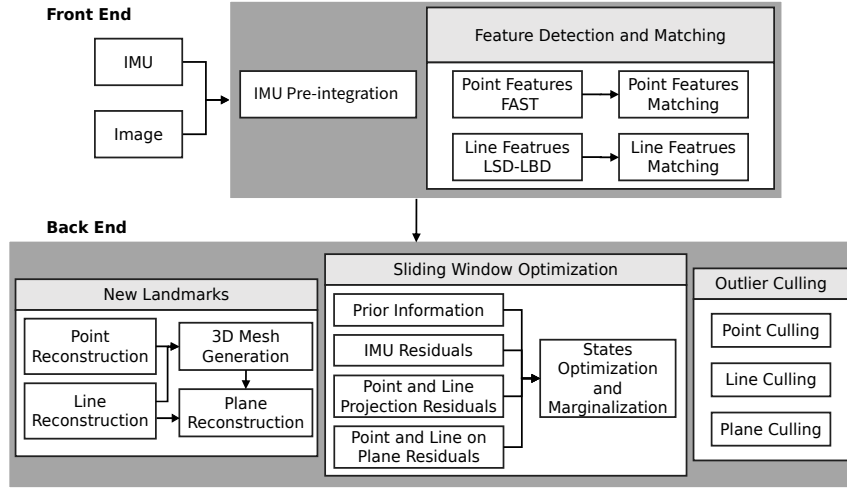 Front End
IMU
Image
IMU Pre-integration
Feature Detection and Matching
Point Features
FAST
Point Features
Matching
Line Featrues
LSD-LBD
Line Featrues
Matching
Back End
New Landmarks
Point
Reconstruction
3D Mesh
Generation
Line
Reconstruction
Plane
Reconstruction
Sliding Window Optimization
Prior Information
IMU Residuals
Point and Line
Projection Residuals
Point and Line on
Plane Residuals
States
Optimization
and
Marginalization
Outlier Culling
Point Culling
Line Culling
Plane Culling